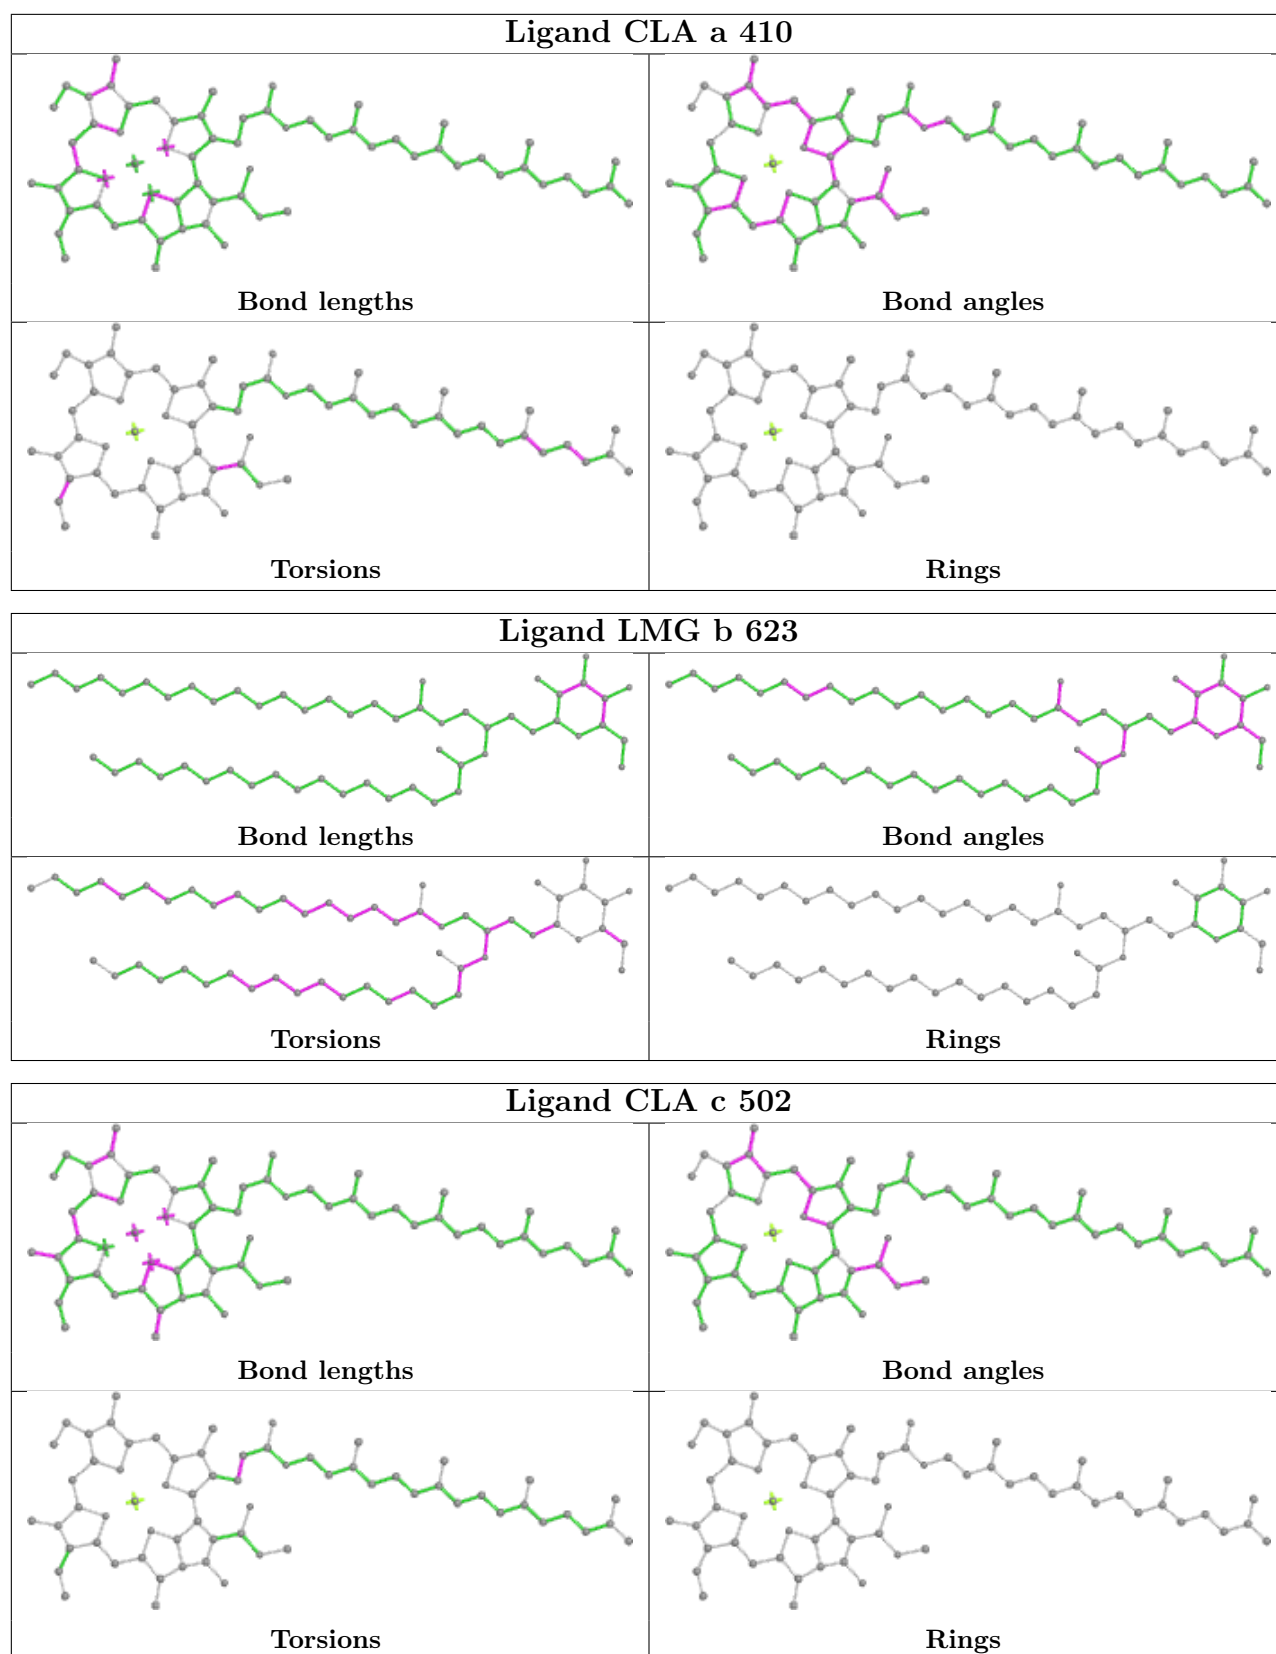 Ligand CLA a 410
Bond lengths
Bond angles
Torsions
Rings
Ligand LMG b 623
Bond lengths
Bond angles
Torsions
Rings
Ligand CLA c 502
Bond lengths
Bond angles
Torsions
Rings